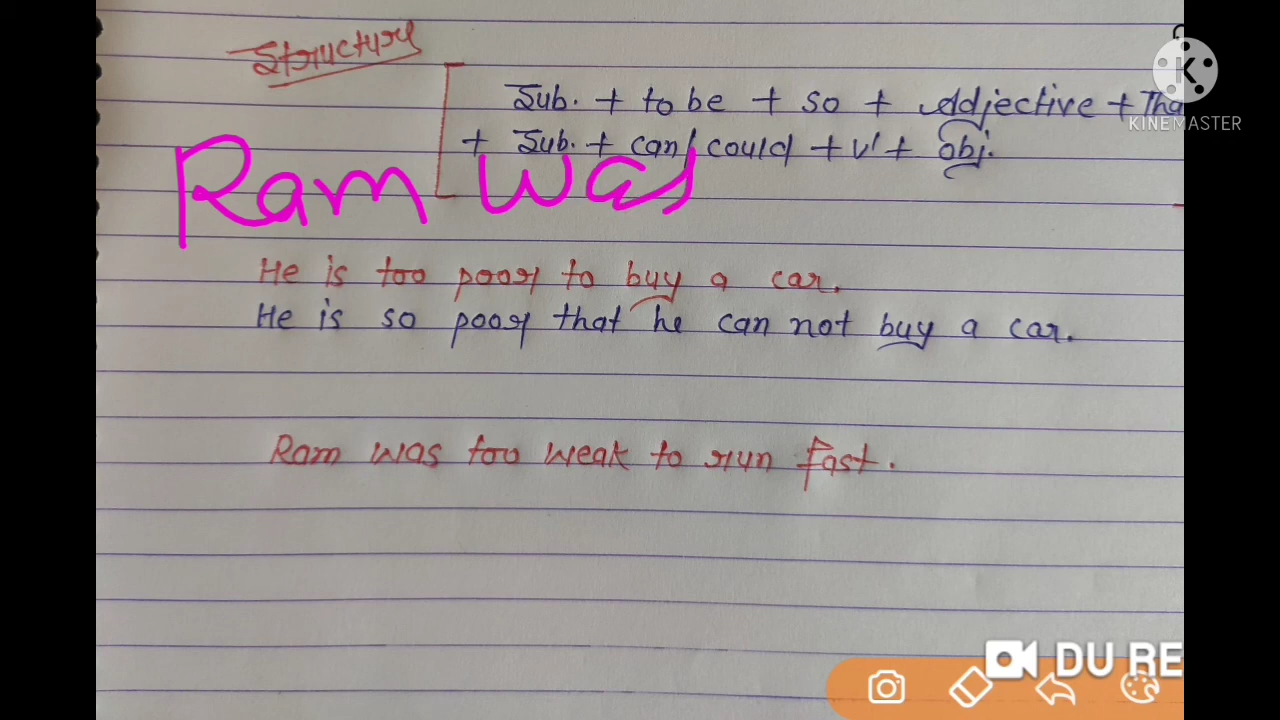 Structure
Sub. + to be + so + Adjective + Tha
+ Sub. + can/could + v¹ + obj.
KINEMASTER
Ram was
He is too poor to buy a car.
He is so poor that he can not buy a car.
Ram was too weak to run fast.
DU RE